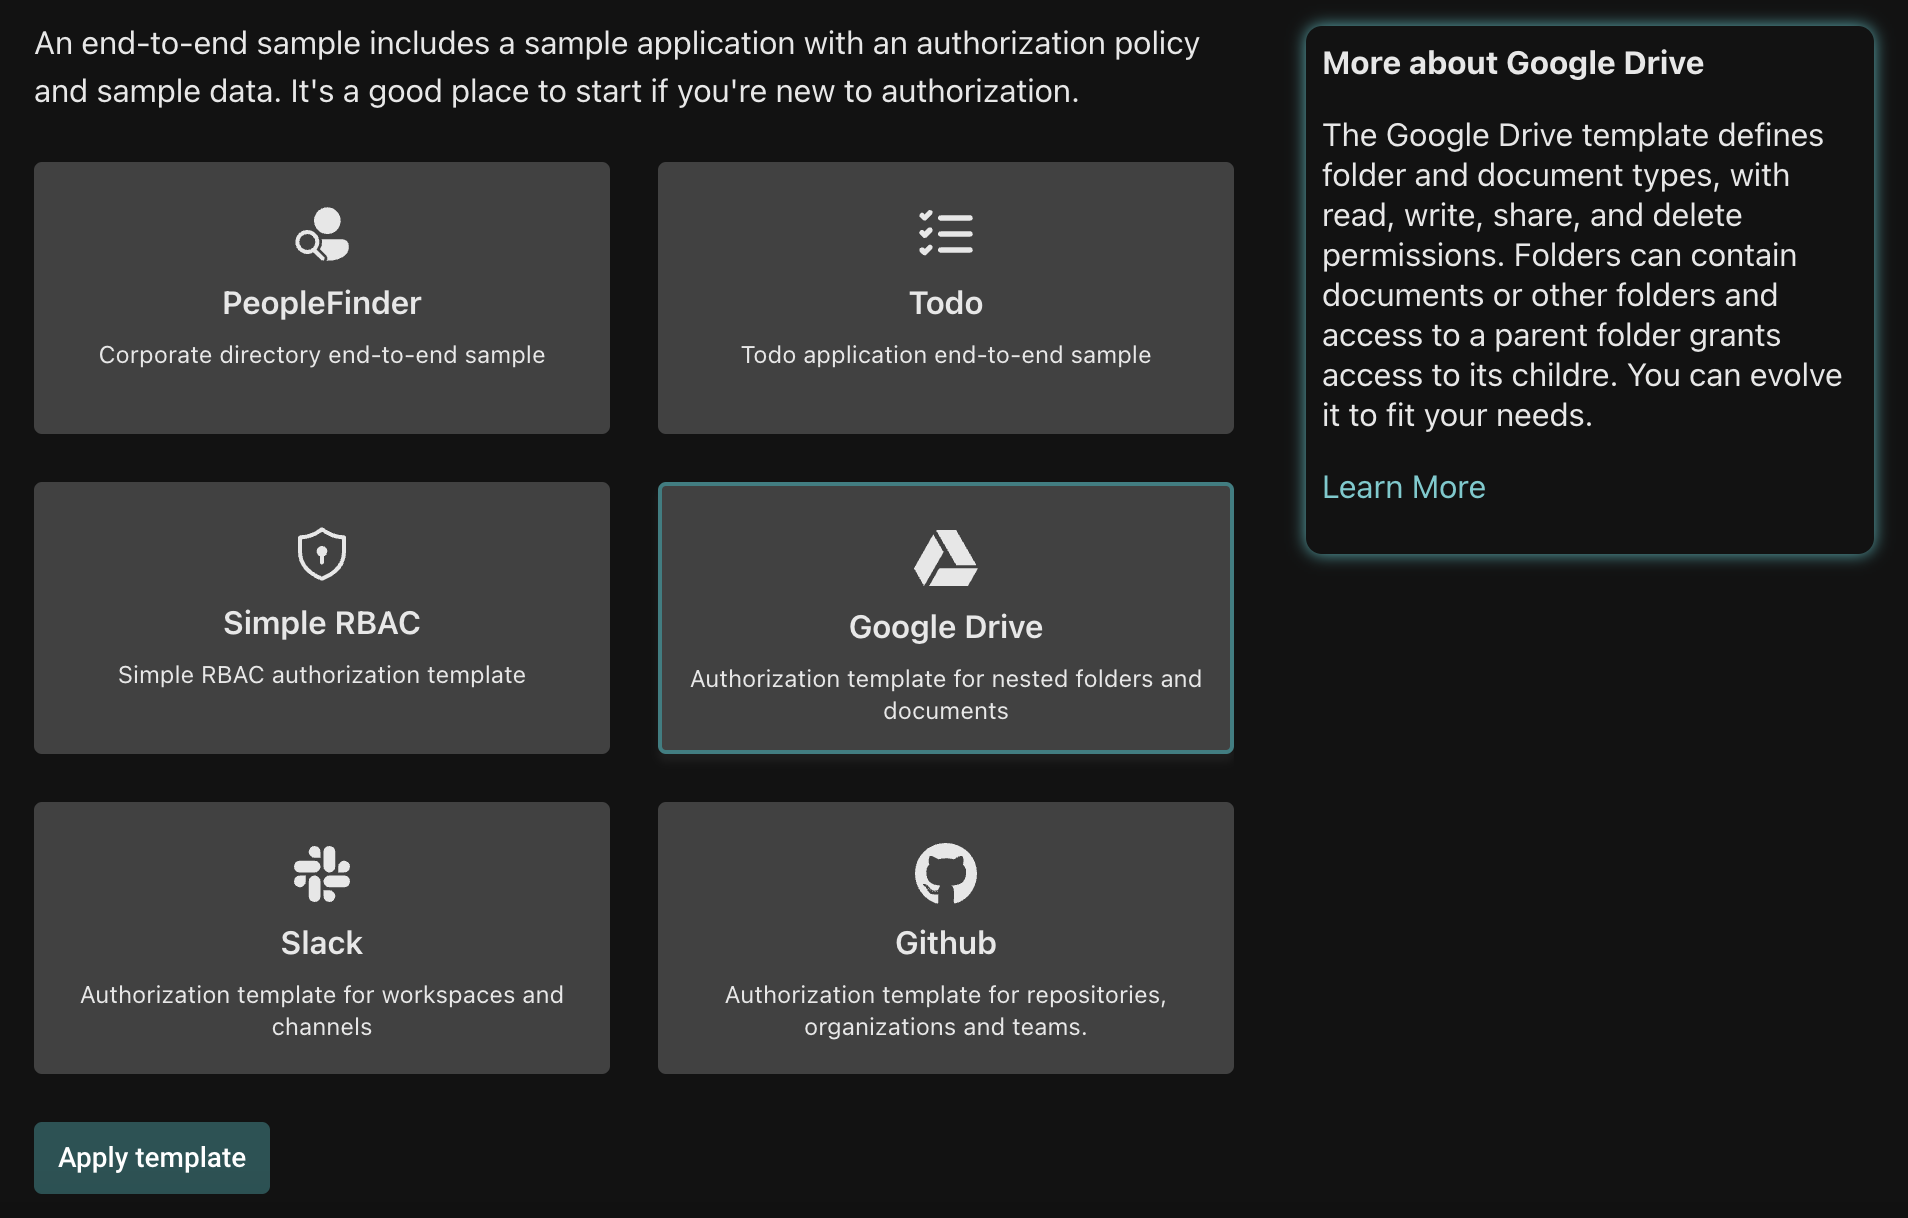 An end-to-end sample includes a sample application with an authorization policy
and sample data. It's a good place to start if you're new to authorization.
PeopleFinder
Corporate directory end-to-end sample
Todo
Todo application end-to-end sample
Simple RBAC
Simple RBAC authorization template
Google Drive
Authorization template for nested folders and
documents
Slack
Authorization template for workspaces and
channels
Github
Authorization template for repositories,
organizations and teams.
Apply template
More about Google Drive
The Google Drive template defines
folder and document types, with
read, write, share, and delete
permissions. Folders can contain
documents or other folders and
access to a parent folder grants
access to its childre. You can evolve
it to fit your needs.
Learn More